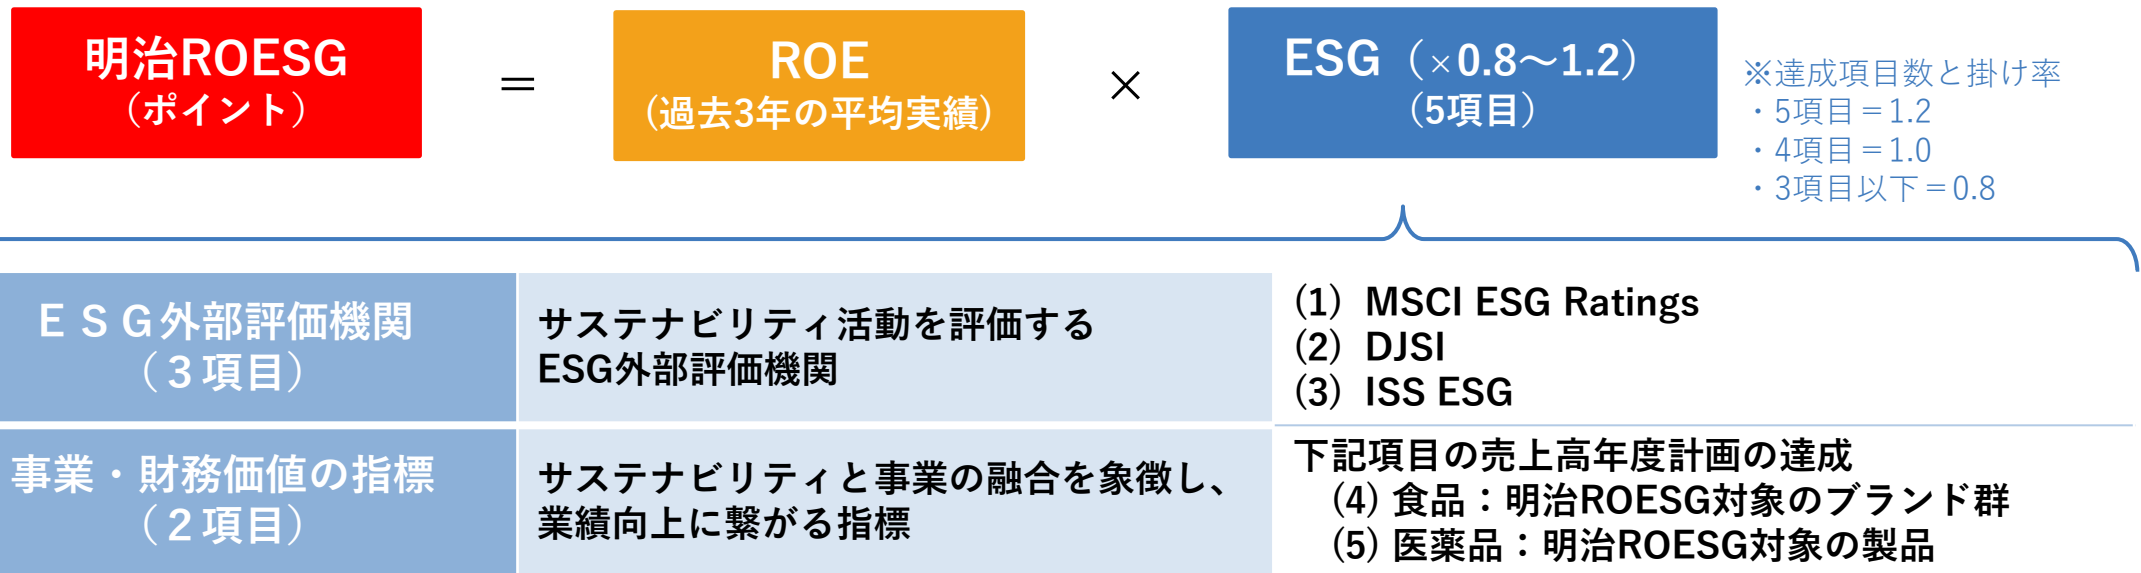 明治ROESG
（ポイント）
＝
ROE
(過去3年の平均実績)
×
ESG（×0.8～1.2）
（5項目）
※達成項目数と掛け率
・5項目＝1.2
・4項目＝1.0
・3項目以下＝0.8
ＥＳＧ外部評価機関
（３項目）
サステナビリティ活動を評価する
ESG外部評価機関
(1) MSCI ESG Ratings
(2) DJSI
(3) ISS ESG
事業・財務価値の指標
（２項目）
サステナビリティと事業の融合を象徴し、
業績向上に繋がる指標
下記項目の売上高年度計画の達成
(4) 食品：明治ROESG対象のブランド群
(5) 医薬品：明治ROESG対象の製品